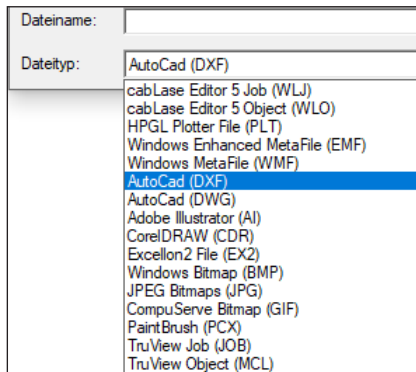 Dateiname:
Dateityp: AutoCad (DXF)
cabLase Editor 5 Job (WLJ)
cabLase Editor 5 Object (WLO)
HPGL Plotter File (PLT)
Windows Enhanced MetaFile (EMF)
Windows MetaFile (WMF)
AutoCad (DXF)
AutoCad (DWG)
Adobe Illustrator (AI)
CorelDRAW (CDR)
Excellon2 File (EX2)
Windows Bitmap (BMP)
JPEG Bitmaps (JPG)
CompuServe Bitmap (GIF)
PaintBrush (PCX)
TruView Job (JOB)
TruView Object (MCL)